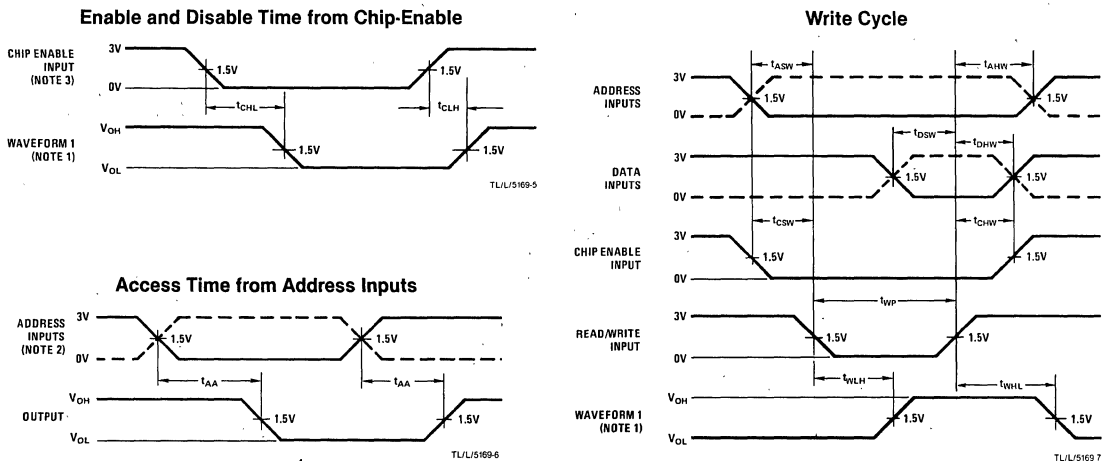 Enable and Disable Time from Chip-Enable
CHIP ENABLE
INPUT
(NOTE 3)
3V
0V
1.5V
1.5V
tCHL
tCLH
WAVEFORM 1
(NOTE 1)
VOH
VOL
1.5V
1.5V
TL/L/5169-5
Access Time from Address Inputs
ADDRESS
INPUTS
(NOTE 2)
3V
0V
1.5V
1.5V
tAA
tAA
OUTPUT
VOH
VOL
1.5V
1.5V
TL/L/5169-6
Write Cycle
tASW
tAHW
ADDRESS
INPUTS
3V
0V
1.5V
1.5V
tDSW
tDHW
DATA
INPUTS
3V
0V
1.5V
1.5V
tCSW
tCHW
CHIP ENABLE
INPUT
3V
0V
1.5V
1.5V
tWP
READ/WRITE
INPUT
3V
0V
1.5V
1.5V
tWLH
tWHL
WAVEFORM 1
(NOTE 1)
VOH
VOL
1.5V
1.5V
TL/L/5169 7